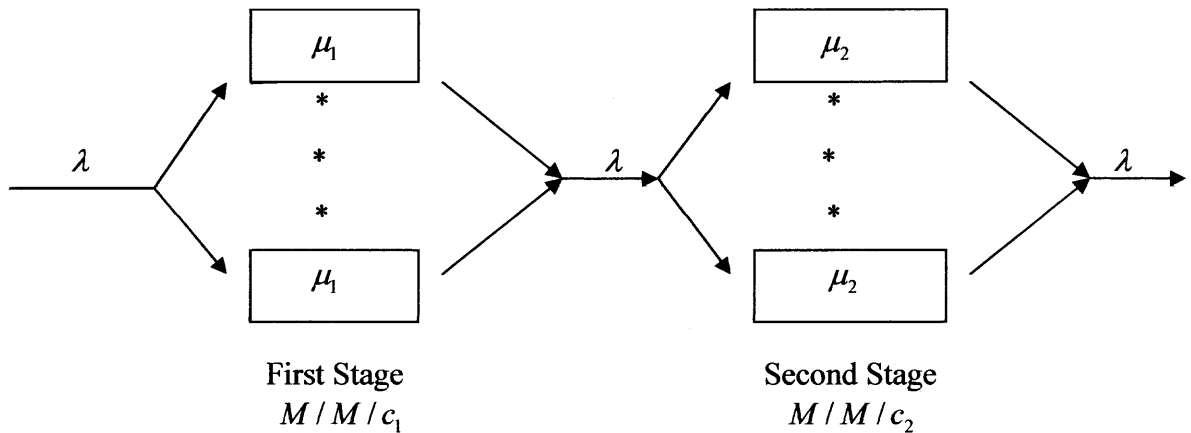 μ₁ μ₂
* *
λ * λ * λ
* *
μ₁ μ₂
First Stage Second Stage
M / M / c₁ M / M / c₂